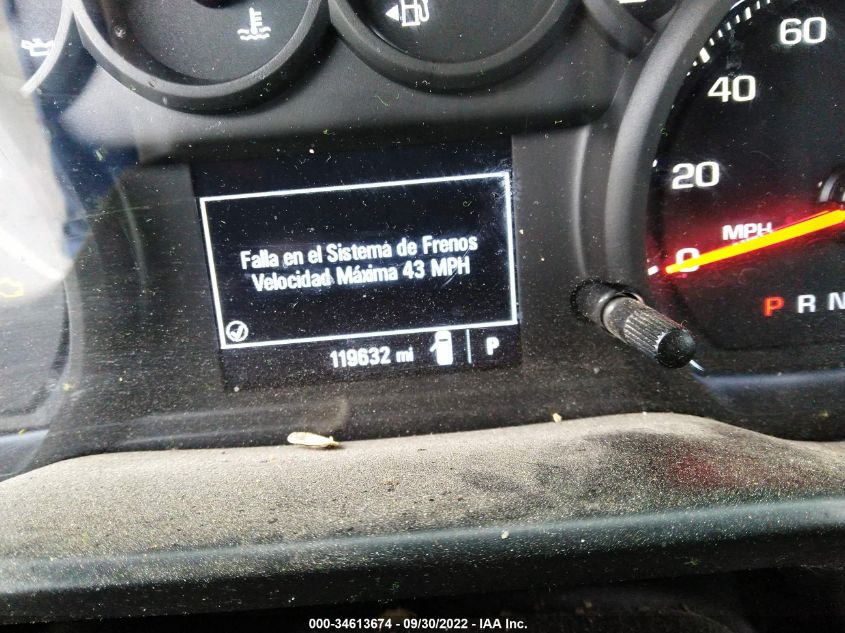 60
40
20
MPH
0
P R N
Falla en el Sistema de Frenos
Velocidad Máxima 43 MPH
119632 mi
P
000-34613674 - 09/30/2022 - IAA Inc.